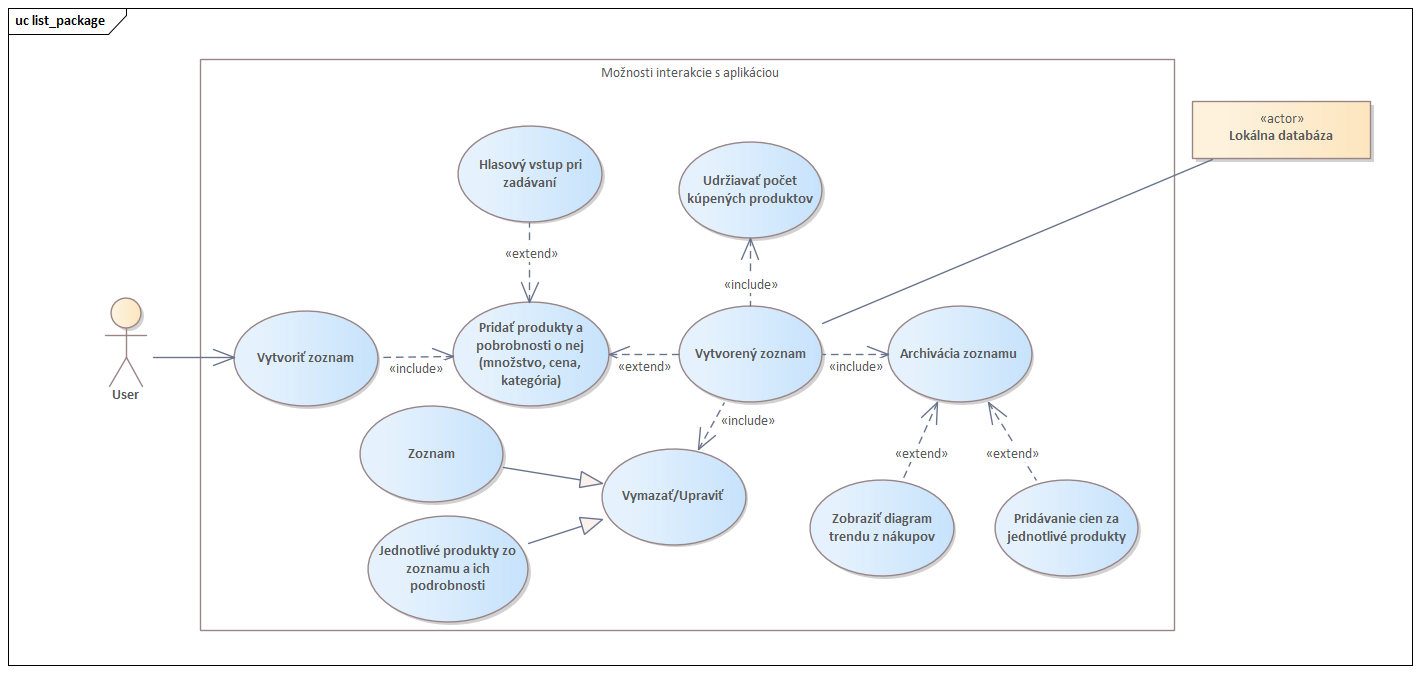 uc list_package
Možnosti interakcie s aplikáciou
«actor»
Lokálna databáza
Hlasový vstup pri
zadávaní
Udržiavať počet
kúpených produktov
«extend»
«include»
User
Vytvoriť zoznam
«include»
Pridať produkty a
pobrobnosti o nej
(množstvo, cena,
kategória)
«extend»
Vytvorený zoznam
«include»
Archivácia zoznamu
«include»
Zoznam
Vymazať/Upraviť
«extend»
«extend»
Jednotlivé produkty zo
zoznamu a ich
podrobnosti
Zobraziť diagram
trendu z nákupov
Pridávanie cien za
jednotlivé produkty